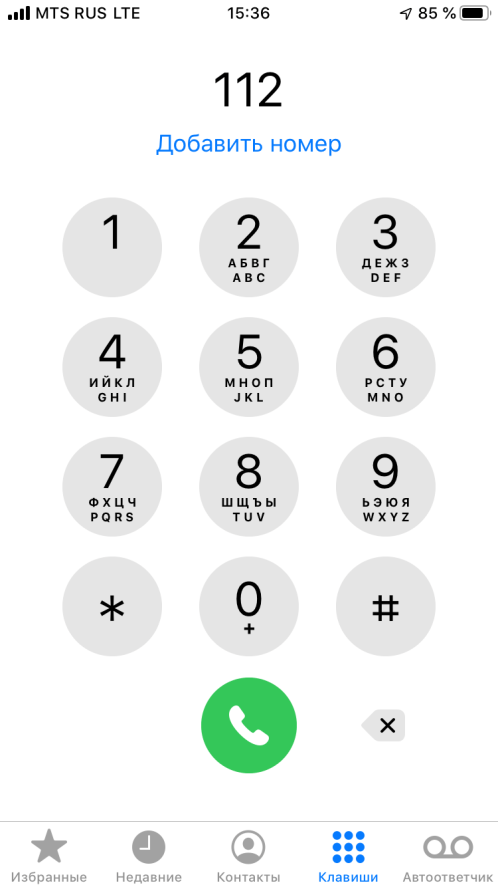 MTS RUS LTE 15:36 85 %
112
Добавить номер
1 2 3
АБВГ ДЕЖЗ
ABC DEF
4 5 6
ИЙКЛ МНОП РСТУ
GHI JKL MNO
7 8 9
ФХЦЧ ШЩЪЫ ЬЭЮЯ
PQRS TUV WXYZ
* 0 #
+
Избранные Недавние Контакты Клавиши Автоответчик